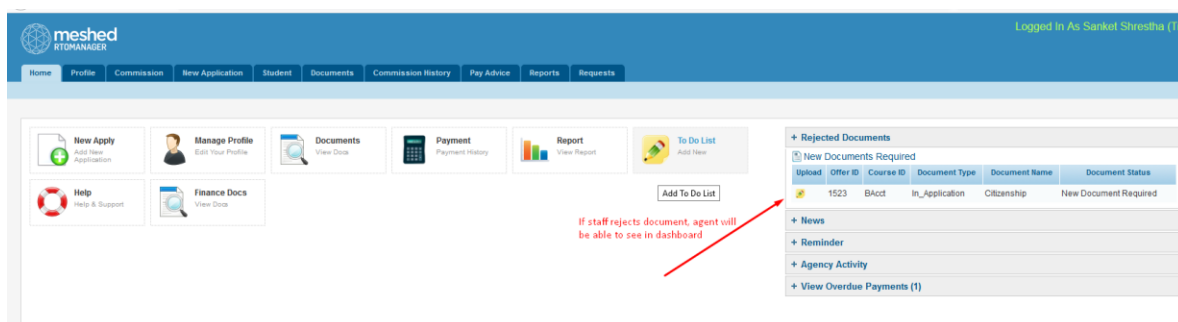 meshed
RTOMANAGER
Logged In As Sanket Shrestha (T
Home Profile Commission New Application Student Documents Commission History Pay Advice Reports Requests
New Apply
Add New
Application
Manage Profile
Edit Your Profile
Documents
View Docs
Payment
Payment History
Report
View Report
To Do List
Add New
Help
Help & Support
Finance Docs
View Docs
Add To Do List
If staff rejects document, agent will
be able to see in dashboard
+ Rejected Documents
New Documents Required
Upload Offer ID Course ID Document Type Document Name Document Status
1523 BAcct In_Application Citizenship New Document Required
+ News
+ Reminder
+ Agency Activity
+ View Overdue Payments (1)